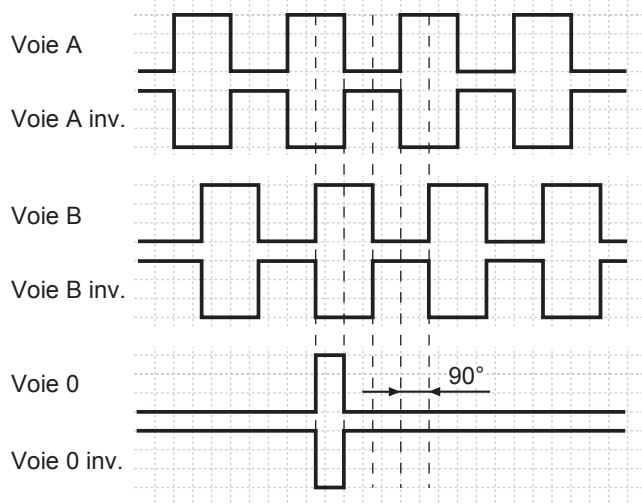 Voie A
Voie A inv.
Voie B
Voie B inv.
Voie 0
90°
Voie 0 inv.